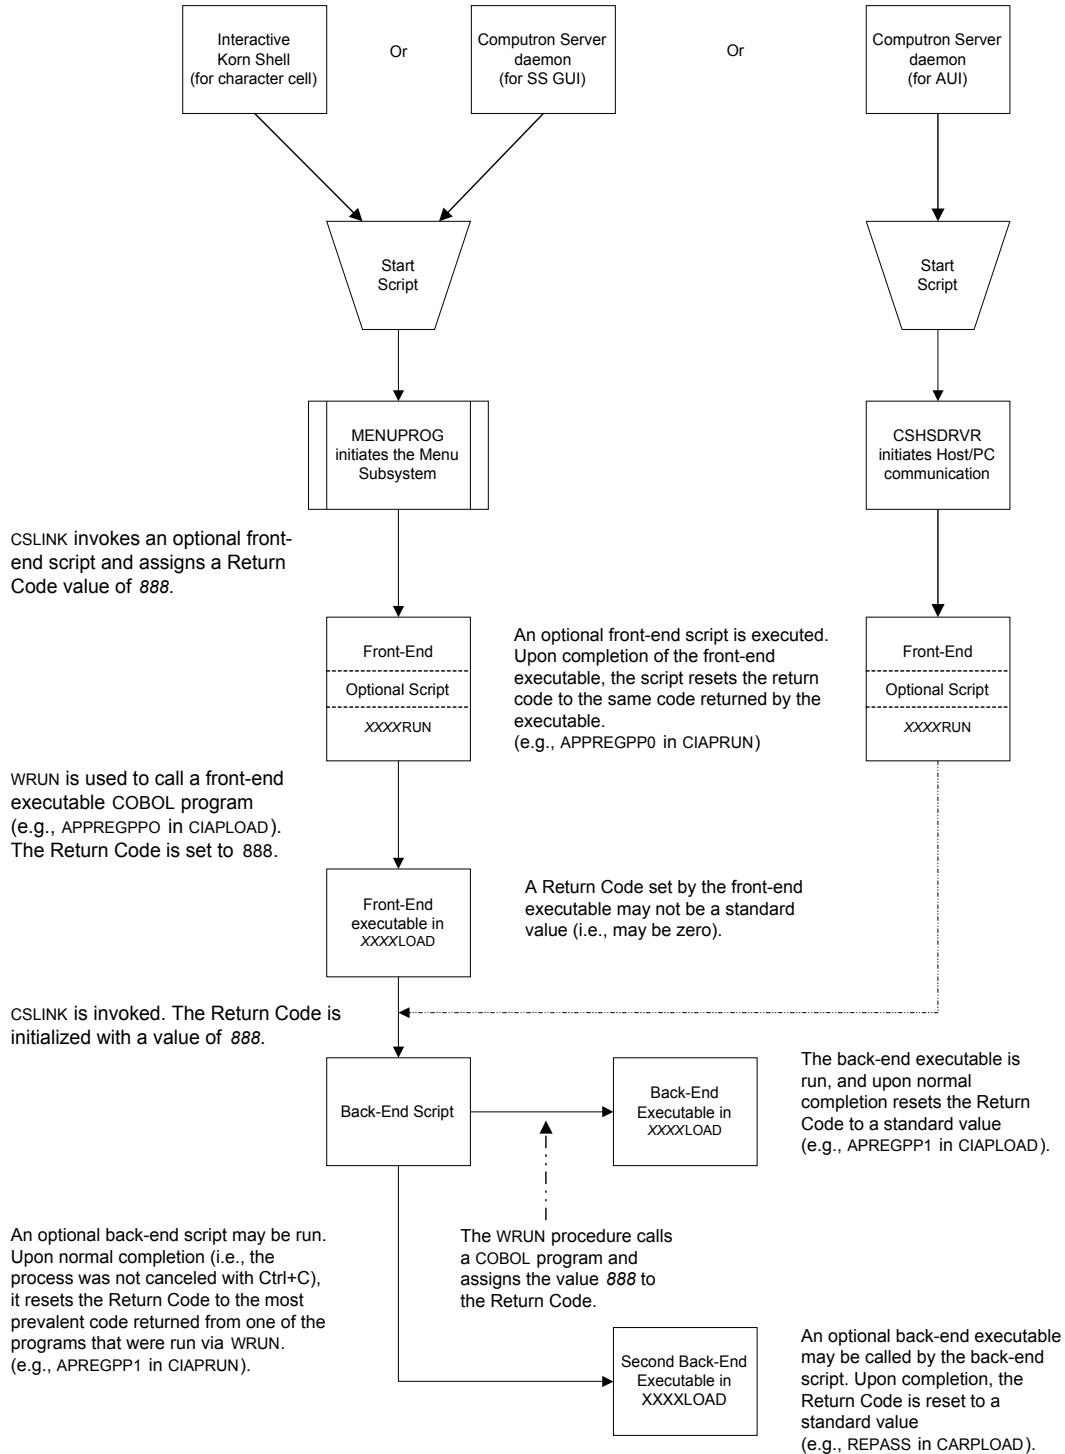 Interactive
Korn Shell
(for character cell)
Or
Computron Server
daemon
(for SS GUI)
Or
Computron Server
daemon
(for AUI)
Start
Script
Start
Script
MENUPROG
initiates the Menu
Subsystem
CSHSDRVR
initiates Host/PC
communication
CSLINK invokes an optional front-
end script and assigns a Return
Code value of 888.
Front-End
Optional Script
XXXXRUN
An optional front-end script is executed.
Upon completion of the front-end
executable, the script resets the return
code to the same code returned by the
executable.
(e.g., APPREGPP0 in CIAPRUN)
Front-End
Optional Script
XXXXRUN
WRUN is used to call a front-end
executable COBOL program
(e.g., APPREGPPO in CIAPLOAD).
The Return Code is set to 888.
Front-End
executable in
XXXXLOAD
A Return Code set by the front-end
executable may not be a standard
value (i.e., may be zero).
CSLINK is invoked. The Return Code is
initialized with a value of 888.
Back-End Script
Back-End
Executable in
XXXXLOAD
The back-end executable is
run, and upon normal
completion resets the Return
Code to a standard value
(e.g., APREGPP1 in CIAPLOAD).
An optional back-end script may be run.
Upon normal completion (i.e., the
process was not canceled with Ctrl+C),
it resets the Return Code to the most
prevalent code returned from one of the
programs that were run via WRUN.
(e.g., APREGPP1 in CIAPRUN).
The WRUN procedure calls
a COBOL program and
assigns the value 888 to
the Return Code.
Second Back-End
Executable in
XXXXLOAD
An optional back-end executable
may be called by the back-end
script. Upon completion, the
Return Code is reset to a
standard value
(e.g., REPASS in CARPLOAD).